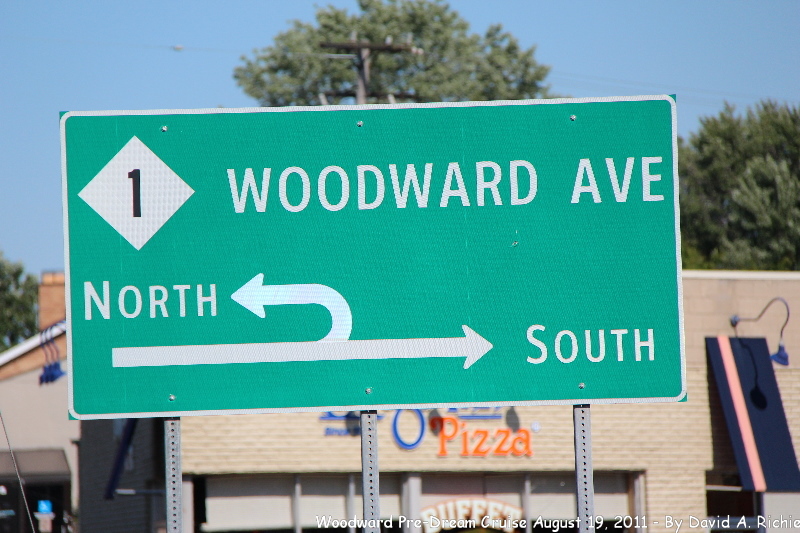 1 WOODWARD AVE
NORTH
SOUTH
Pizza
BUFFET
Woodward Pre-Dream Cruise August 19, 2011 - By David A. Richie